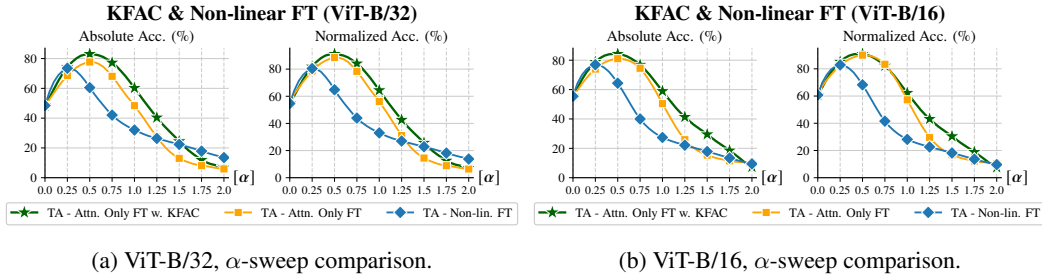 KFAC & Non-linear FT (ViT-B/32)
Absolute Acc. (%)
Normalized Acc. (%)
80
60
40
20
0
0.0 0.25 0.5 0.75 1.0 1.25 1.5 1.75 2.0
80
60
40
20
0
0.0 0.25 0.5 0.75 1.0 1.25 1.5 1.75 2.0
[α]
TA - Attn. Only FT w. KFAC
TA - Attn. Only FT
TA - Non-lin. FT
(a) ViT-B/32, α-sweep comparison.
KFAC & Non-linear FT (ViT-B/16)
Absolute Acc. (%)
Normalized Acc. (%)
80
60
40
20
0
0.0 0.25 0.5 0.75 1.0 1.25 1.5 1.75 2.0
80
60
40
20
0
0.0 0.25 0.5 0.75 1.0 1.25 1.5 1.75 2.0
[α]
TA - Attn. Only FT w. KFAC
TA - Attn. Only FT
TA - Non-lin. FT
(b) ViT-B/16, α-sweep comparison.